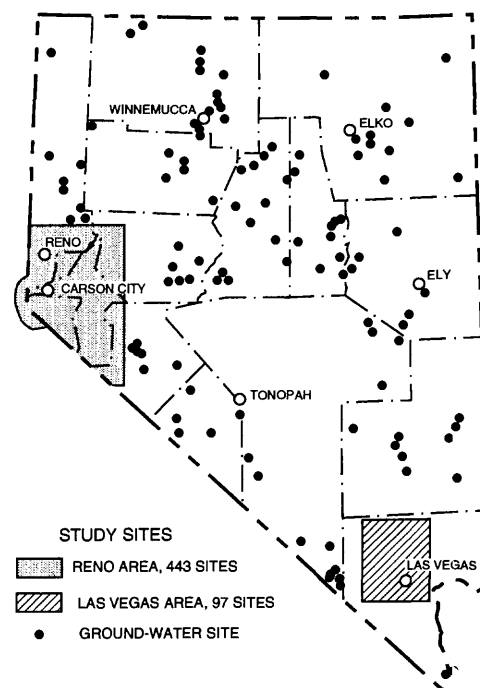 WINNEMUCCA
ELKO
RENO
CARSON CITY
ELY
TONOPAH
STUDY SITES
RENO AREA, 443 SITES
LAS VEGAS AREA, 97 SITES
GROUND-WATER SITE
LAS VEGAS